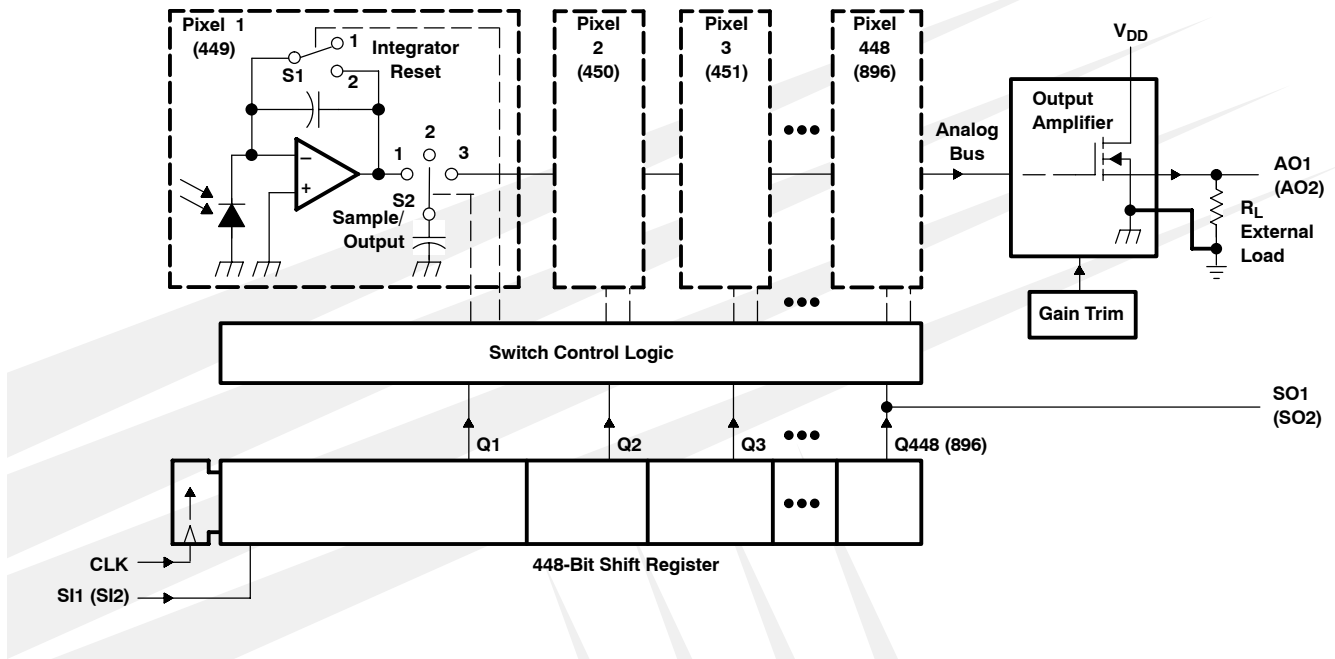 Pixel 1
(449)
1
Integrator
Reset
S1
2
–
+
1
2
3
S2
Sample/
Output
Pixel
2
(450)
Pixel
3
(451)
•••
Pixel
448
(896)
Analog
Bus
VDD
Output
Amplifier
AO1
(AO2)
RL
External
Load
Gain Trim
•••
Switch Control Logic
SO1
(SO2)
Q1
Q2
Q3
•••
Q448 (896)
•••
CLK
SI1 (SI2)
448-Bit Shift Register